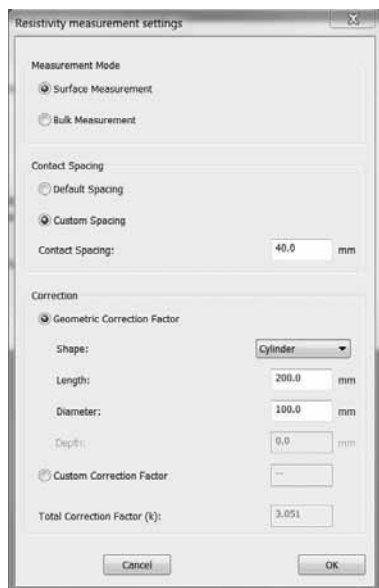 Resistivity measurement settings
Measurement Mode
Surface Measurement
Bulk Measurement
Contact Spacing
Default Spacing
Custom Spacing
Contact Spacing: 40.0 mm
Correction
Geometric Correction Factor
Shape: Cylinder
Length: 200.0 mm
Diameter: 100.0 mm
Depth: 0.0 mm
Custom Correction Factor --
Total Correction Factor (k): 3.051
Cancel OK